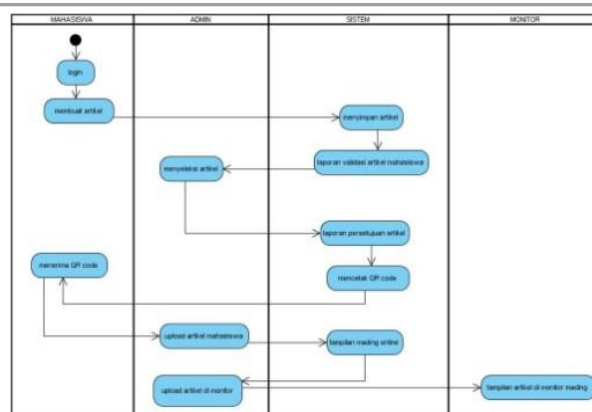 MAHASISWA
ADMIN
SISTEM
MONITOR
login
membuat artikel
menyimpan artikel
laporan validasi artikel mahasiswa
menyeleksi artikel
laporan persetujuan artikel
menerima QR code
mencetak QR code
upload artikel mahasiswa
tampilan mading online
upload artikel di monitor
tampilan artikel di monitor mading